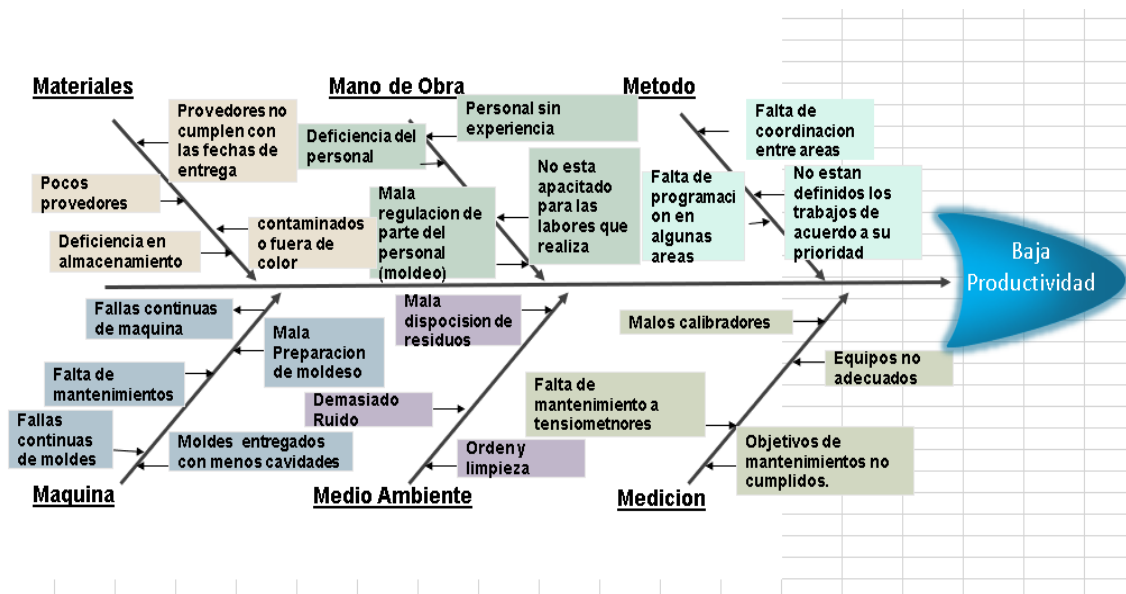 Materiales
Provedores no
cumplen con
las fechas de
entrega
Pocos
provedores
contaminados
o fuera de
color
Deficiencia en
almacenamiento
Mano de Obra
Personal sin
experiencia
Deficiencia del
personal
No esta
apacitado
para las
labores que
realiza
Mala
regulacion de
parte del
personal
(moldeo)
Metodo
Falta de
coordinacion
entre areas
No estan
definidos los
trabajos de
acuerdo a su
prioridad
Falta de
programaci
on en
algunas
areas
Baja
Productividad
Fallas continuas
de maquina
Mala
Preparacion
de moldeso
Falta de
mantenimientos
Fallas
continuas
de moldes
Moldes entregados
con menos cavidades
Maquina
Mala
dispocision de
residuos
Demasiado
Ruido
Orden y
limpieza
Medio Ambiente
Malos calibradores
Equipos no
adecuados
Falta de
mantenimiento a
tensiometnores
Objetivos de
mantenimientos no
cumplidos.
Medicion